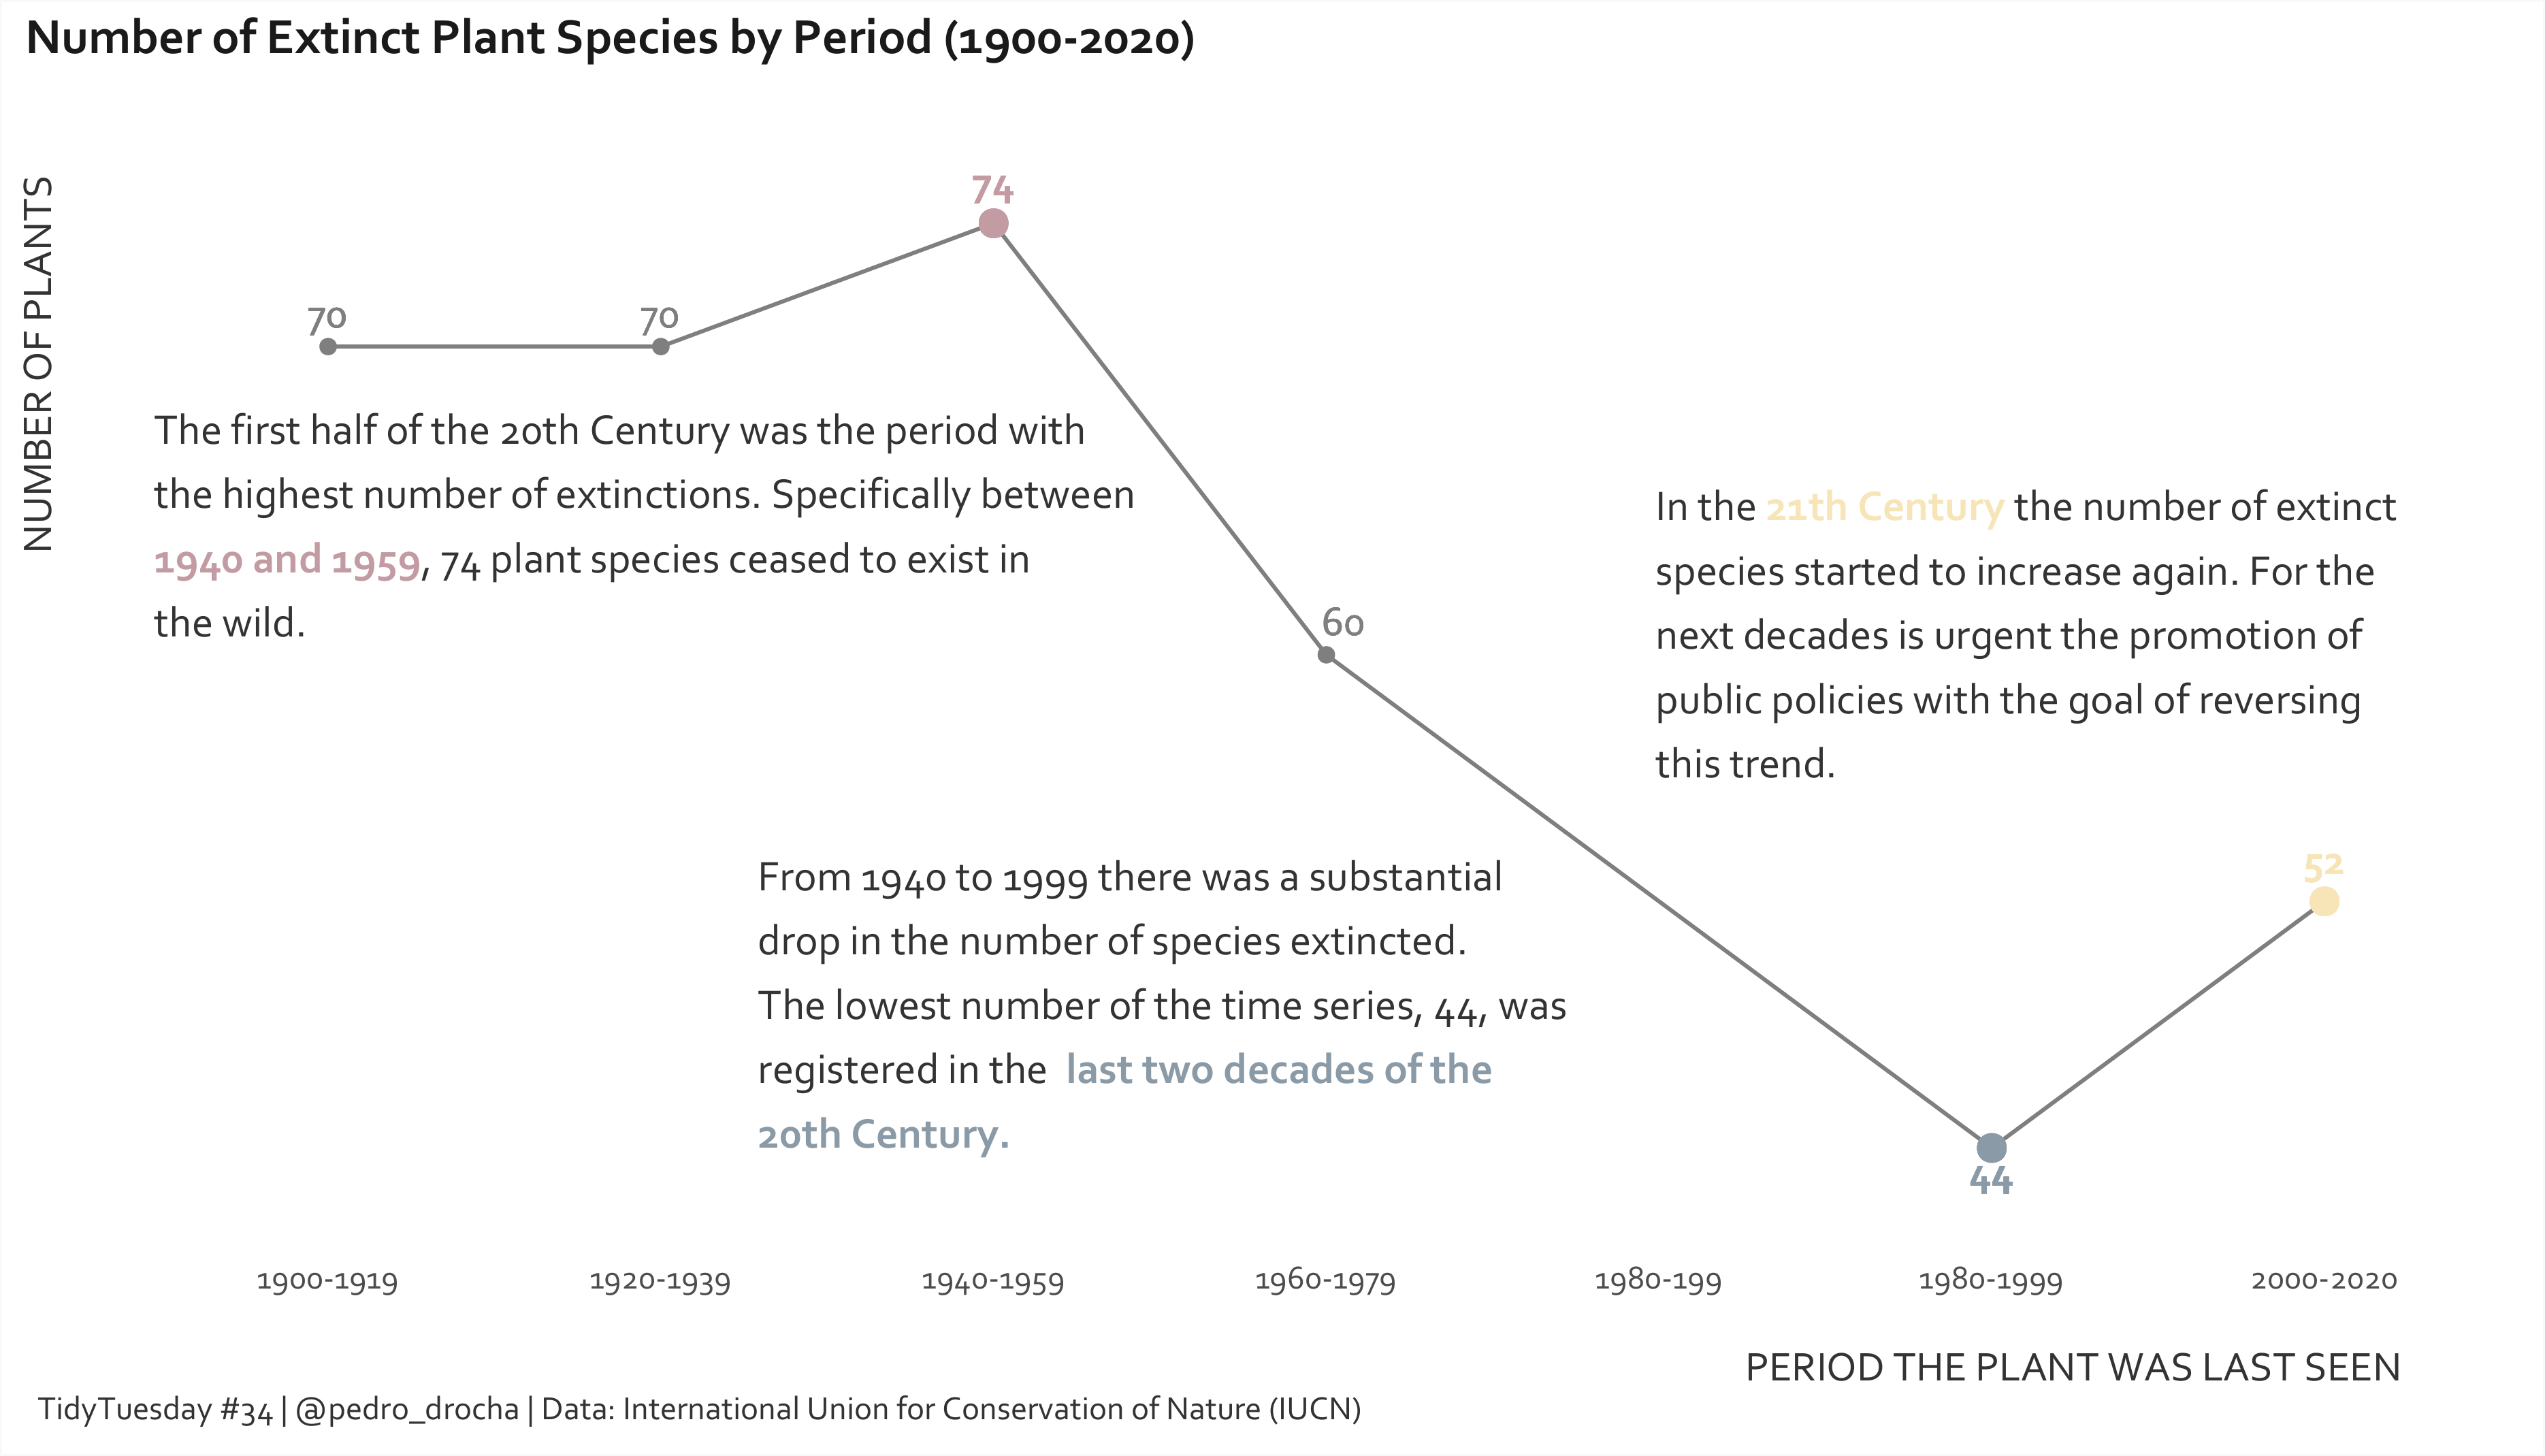 Number of Extinct Plant Species by Period (1900-2020)
NUMBER OF PLANTS
74
70
70
The first half of the 20th Century was the period with
the highest number of extinctions. Specifically between
1940 and 1959, 74 plant species ceased to exist in
the wild.
60
In the 21th Century the number of extinct
species started to increase again. For the
next decades is urgent the promotion of
public policies with the goal of reversing
this trend.
From 1940 to 1999 there was a substantial
drop in the number of species extincted.
The lowest number of the time series, 44, was
registered in the last two decades of the
20th Century.
52
44
1900-1919
1920-1939
1940-1959
1960-1979
1980-199
1980-1999
2000-2020
PERIOD THE PLANT WAS LAST SEEN
TidyTuesday #34 | @pedro_drocha | Data: International Union for Conservation of Nature (IUCN)